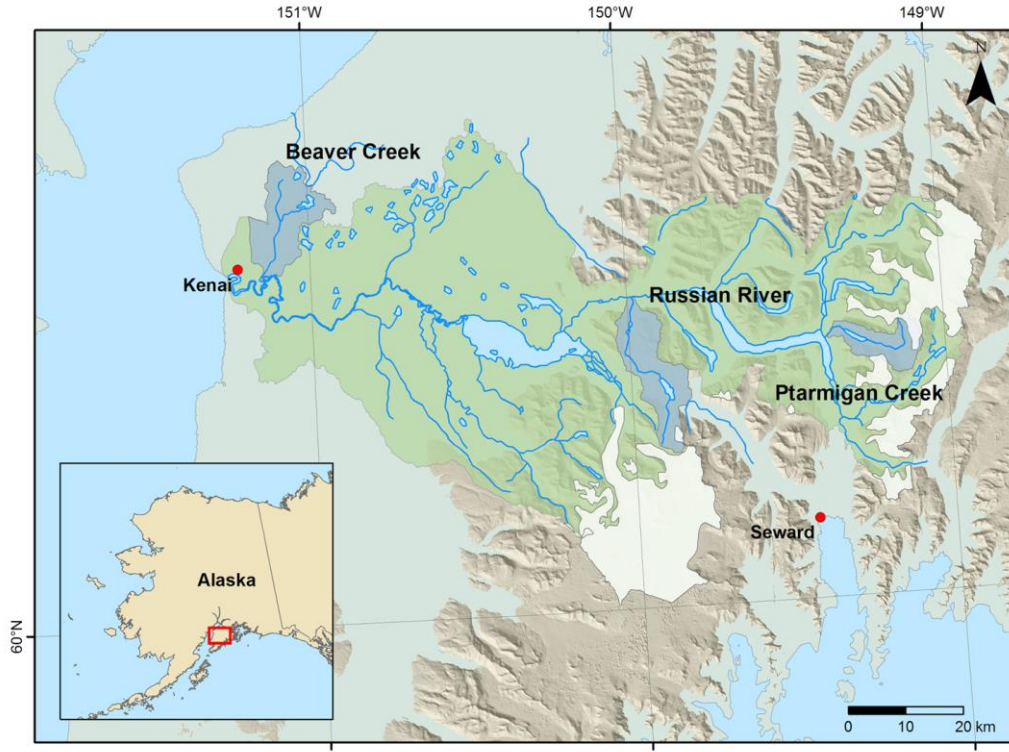 151°W
150°W
149°W
N
Beaver Creek
Kenai
Russian River
Ptarmigan Creek
Seward
Alaska
60°N
0 10 20 km